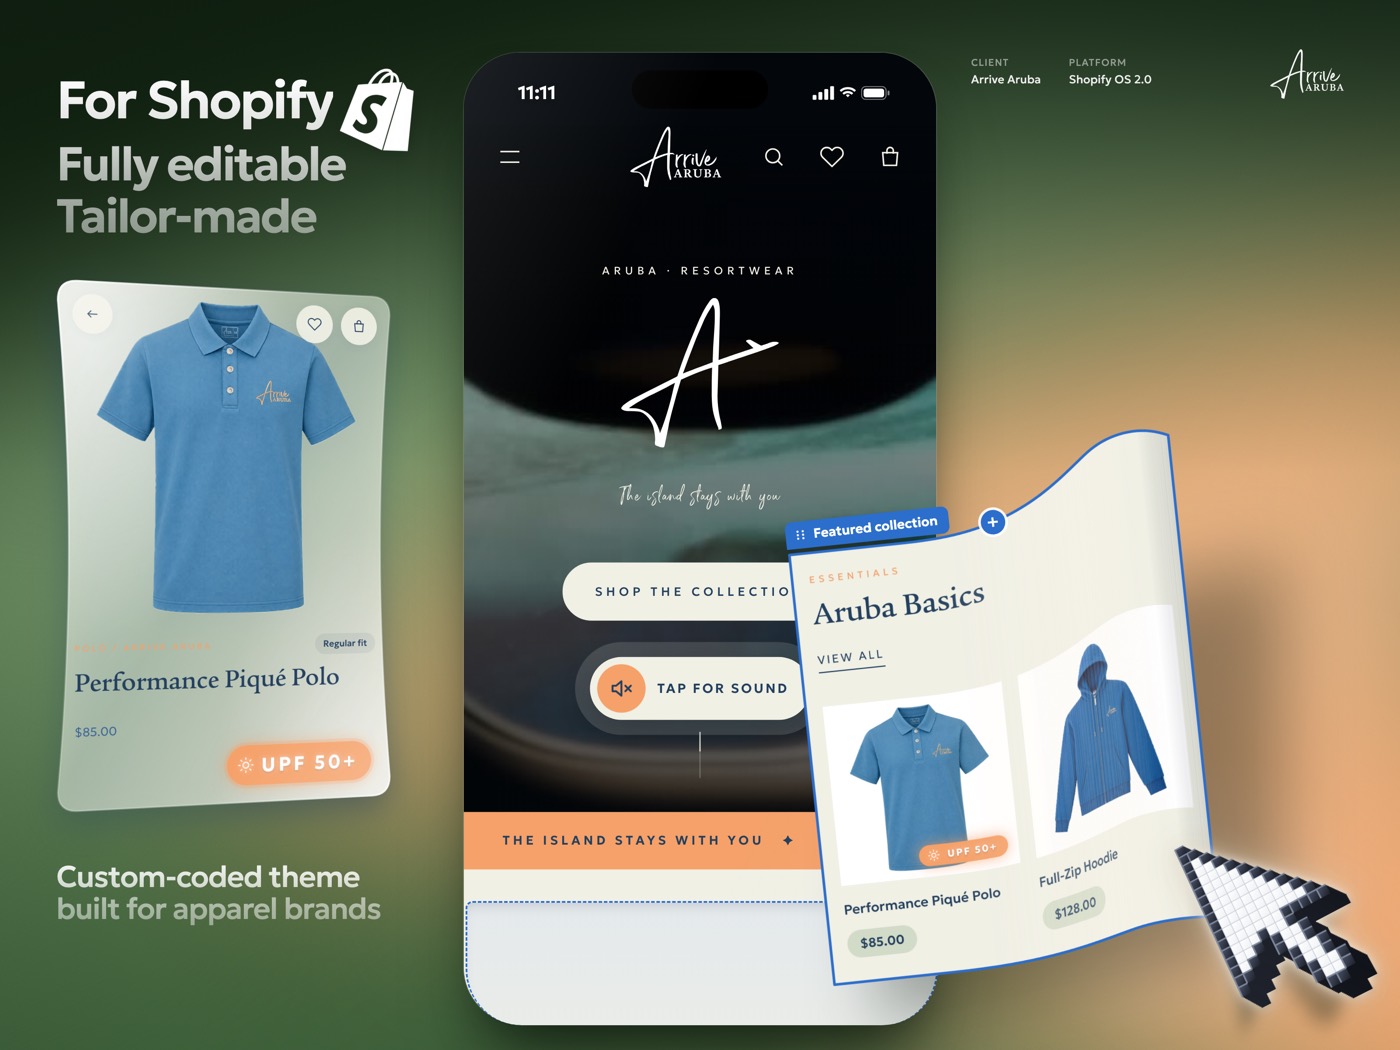 For Shopify
Fully editable
Tailor-made
CLIENT
Arrive Aruba
PLATFORM
Shopify OS 2.0
Arrive
ARUBA
11:11
Arrive
ARUBA
ARUBA · RESORTWEAR
The island stays with you
SHOP THE COLLECTIO
TAP FOR SOUND
THE ISLAND STAYS WITH YOU ✦
Arrive
ARUBA
Regular fit
Performance Piqué Polo
$85.00
UPF 50+
Custom-coded theme
built for apparel brands
Featured collection
ESSENTIALS
Aruba Basics
VIEW ALL
UPF 50+
Performance Piqué Polo
$85.00
Full-Zip Hoodie
$128.00